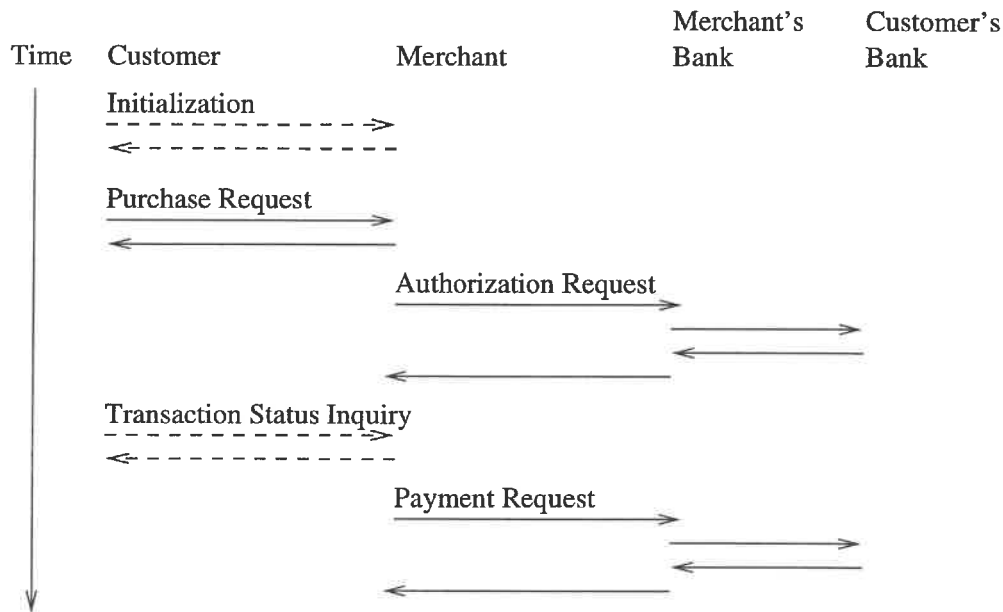 Merchant's Customer's
Time Customer Merchant Bank Bank
Initialization
Purchase Request
Authorization Request
Transaction Status Inquiry
Payment Request